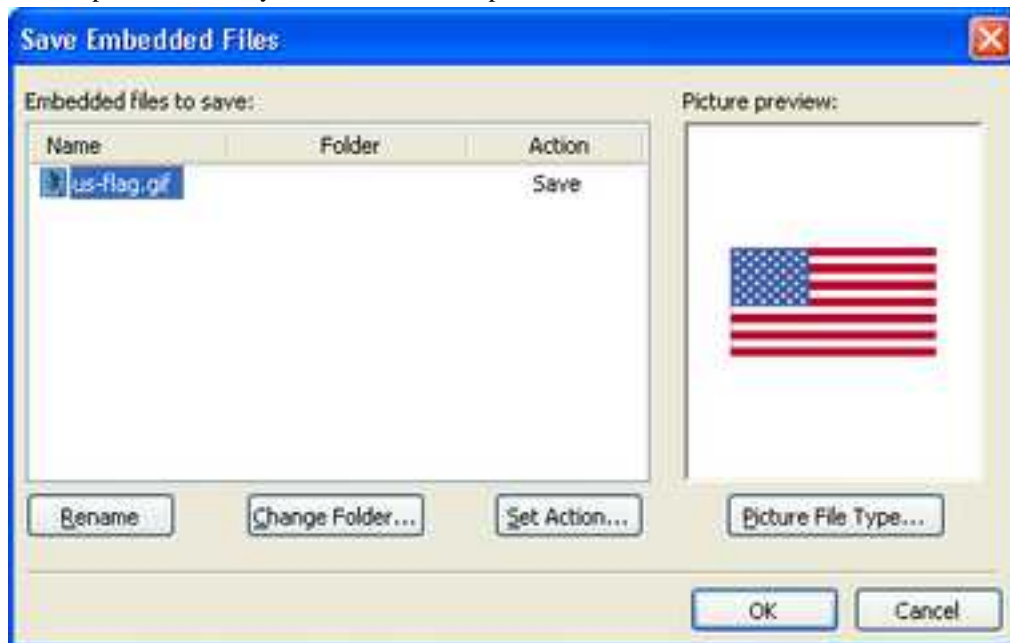 Save Embedded Files
Embedded files to save:
Picture preview:
Name Folder Action
us-flag.gif Save
Rename Change Folder... Set Action... Picture File Type...
OK Cancel